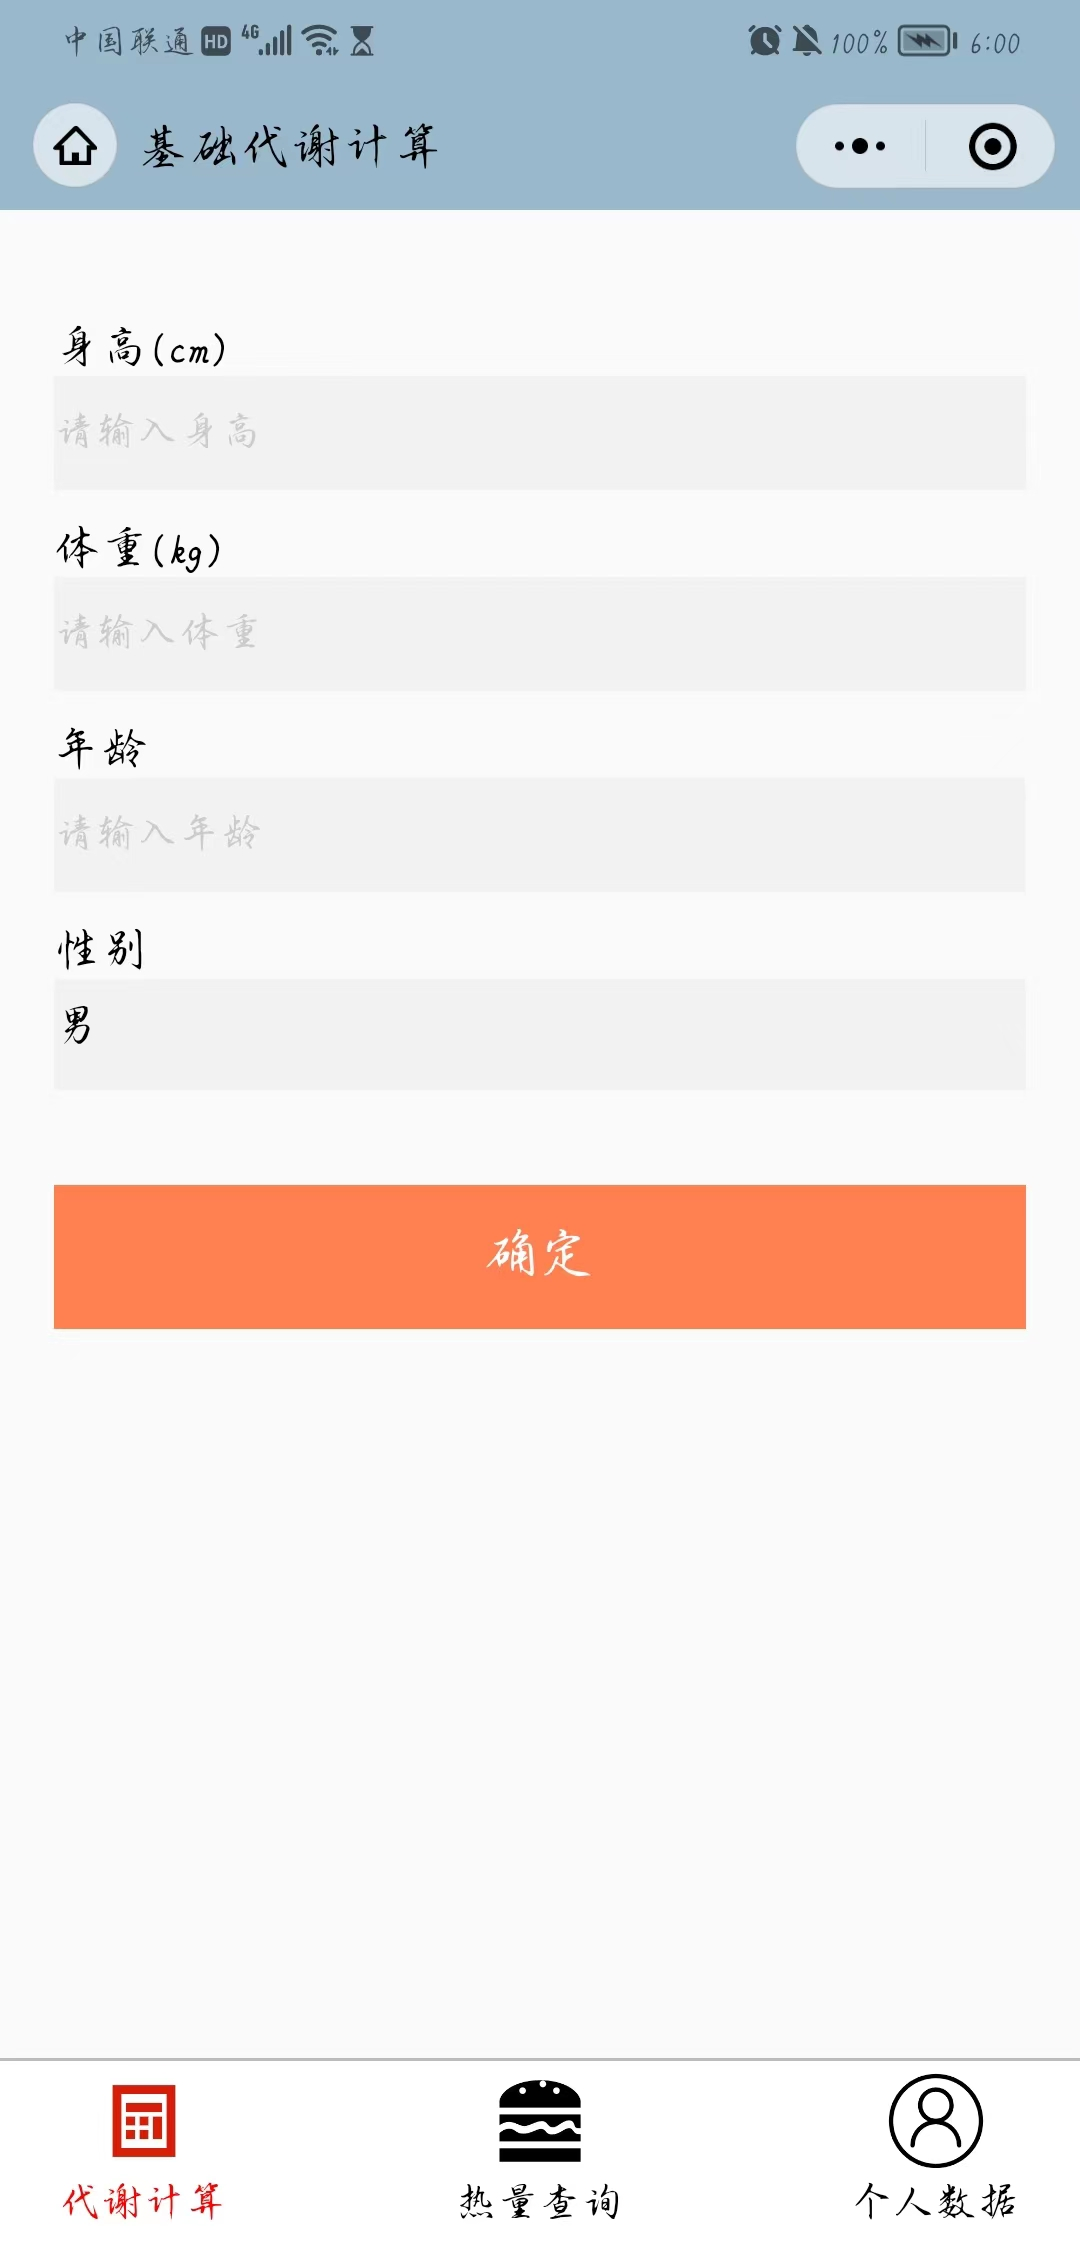 中国联通 HD 4G 100% 6:00
基础代谢计算
身高(cm)
请输入身高
体重(kg)
请输入体重
年龄
请输入年龄
性别
男
确定
代谢计算 热量查询 个人数据